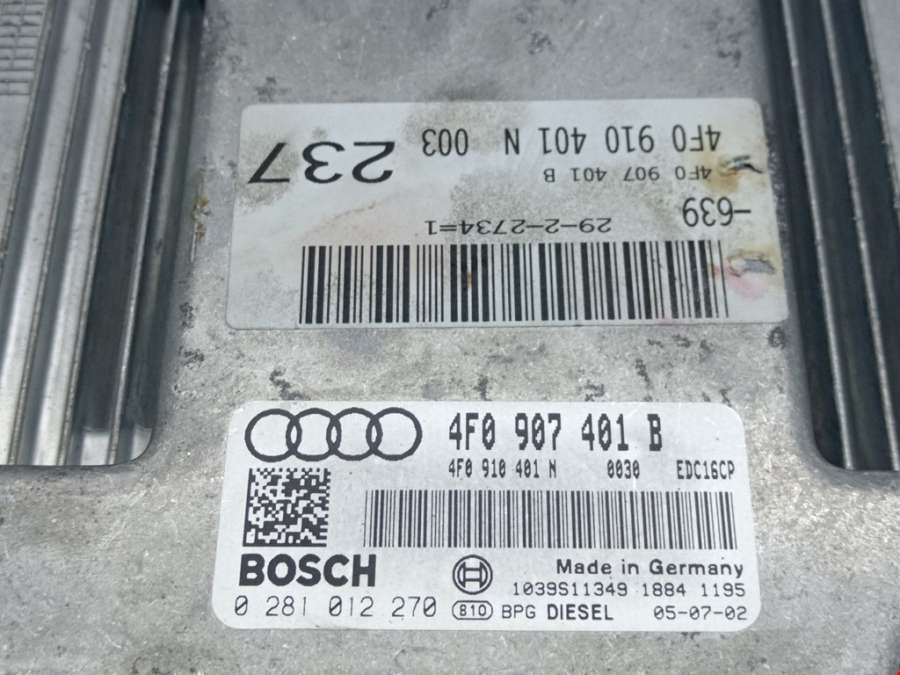 4F0 910 401 N 003 237
4F0 907 401 B
-639
29-2-2734=1
4F0 907 401 B
4F0 910 401 N 0030 EDC16CP
BOSCH
Made in Germany
1039S11349 1884 1195
0 281 012 270 810 BPG DIESEL 05-07-02